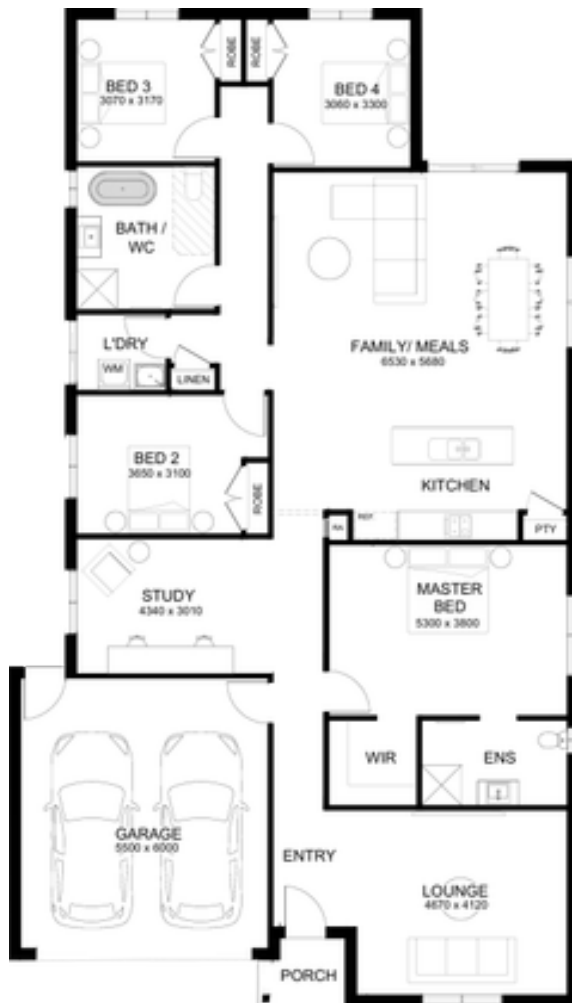 ROBE
ROBE
BED 3
3070 x 3170
BED 4
3060 x 3300
BATH /
WC
L'DRY
WM
LINEN
FAMILY/ MEALS
6530 x 5680
BED 2
3650 x 3100
ROBE
KITCHEN
REF
PTY
STUDY
4340 x 3010
MASTER
BED
5300 x 3800
WIR
ENS
GARAGE
5500 x 6000
ENTRY
LOUNGE
4670 x 4120
PORCH